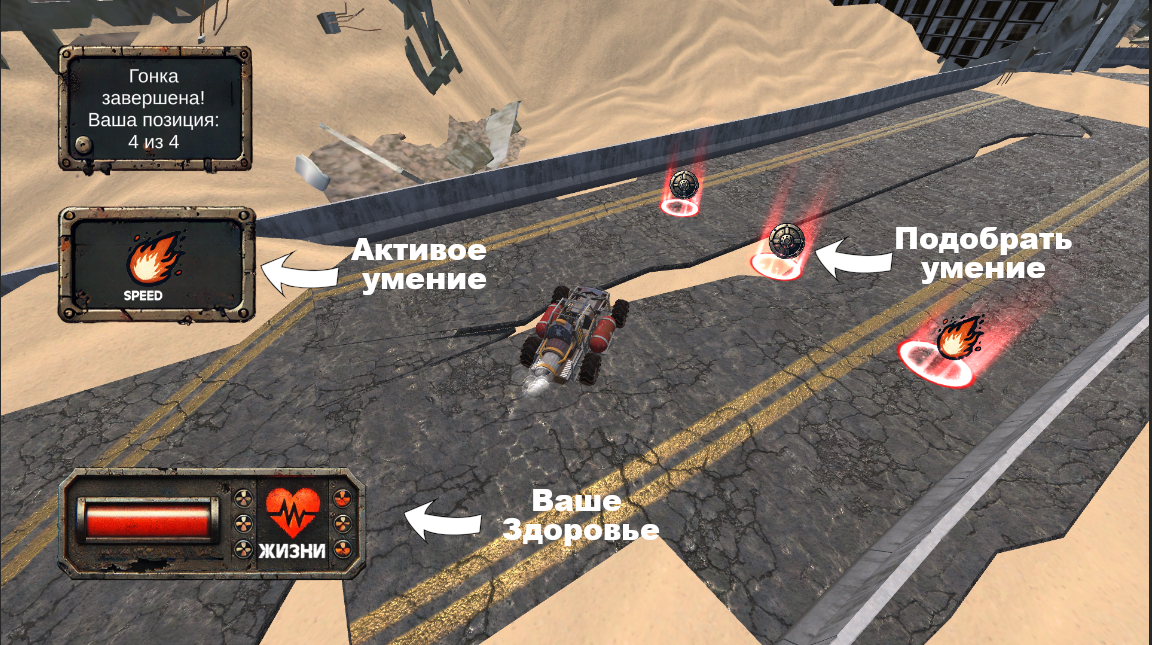 Гонка
завершена!
Ваша позиция:
4 из 4
SPEED
Активое
умение
Подобрать
умение
Ваше
Здоровье
ЖИЗНИ